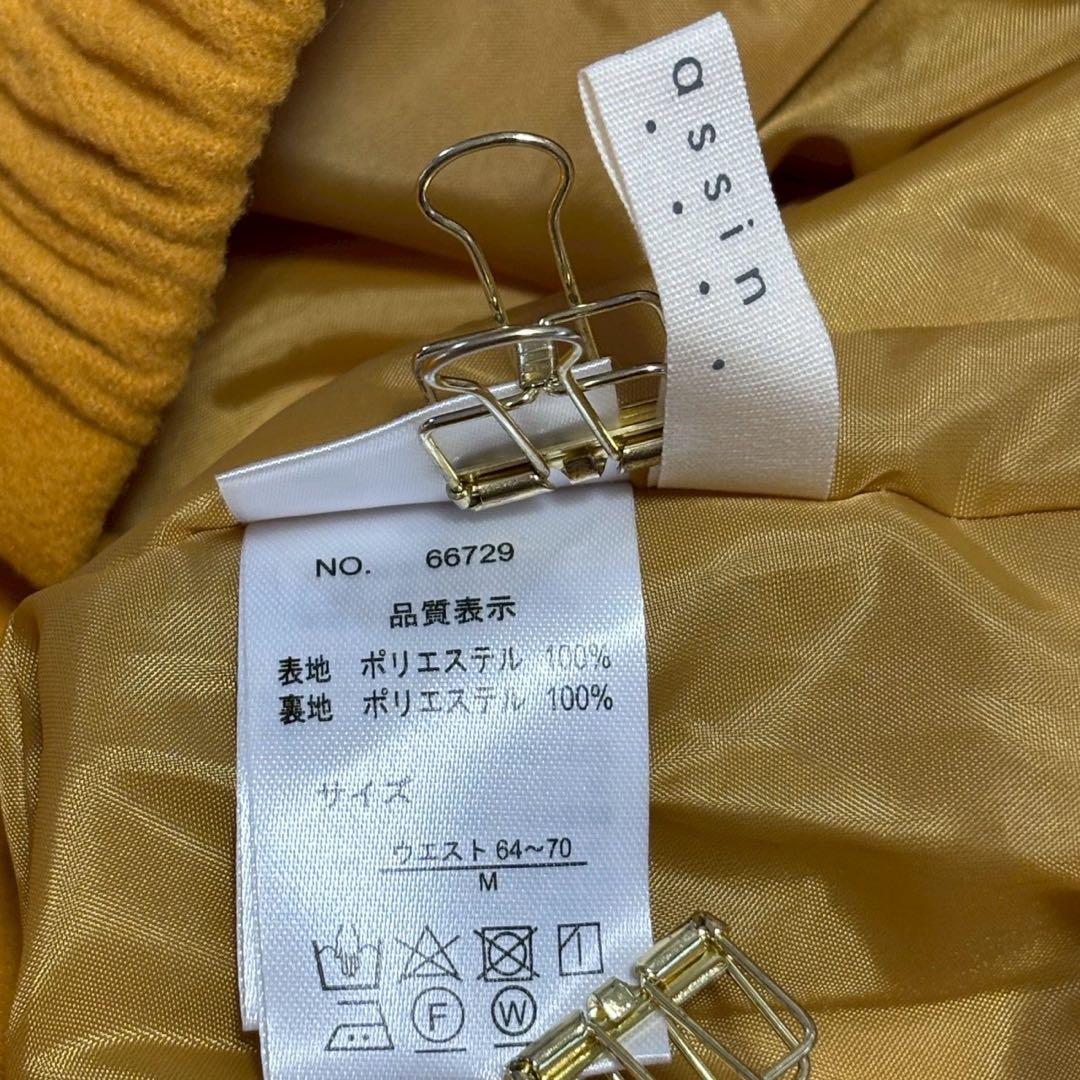 assin
NO. 66729
品質表示
表地 ポリエステル 100%
裏地 ポリエステル 100%
サイズ
ウエスト 64~70
M
F W